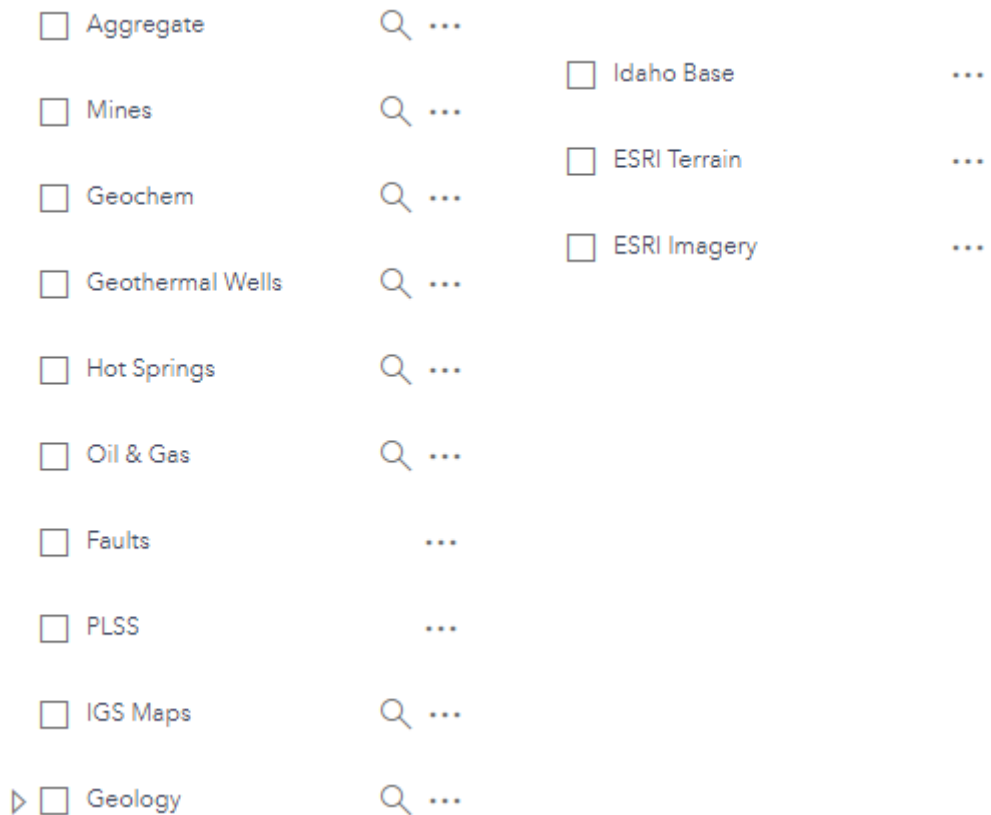 Aggregate
Mines
Geochem
Geothermal Wells
Hot Springs
Oil & Gas
Faults
PLSS
IGS Maps
Geology
Idaho Base
ESRI Terrain
ESRI Imagery